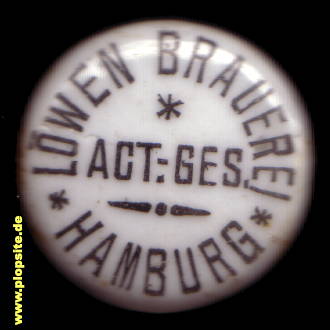 LÖWEN BRAUEREI
*
ACT:GES.
* HAMBURG *
www.plopsite.de